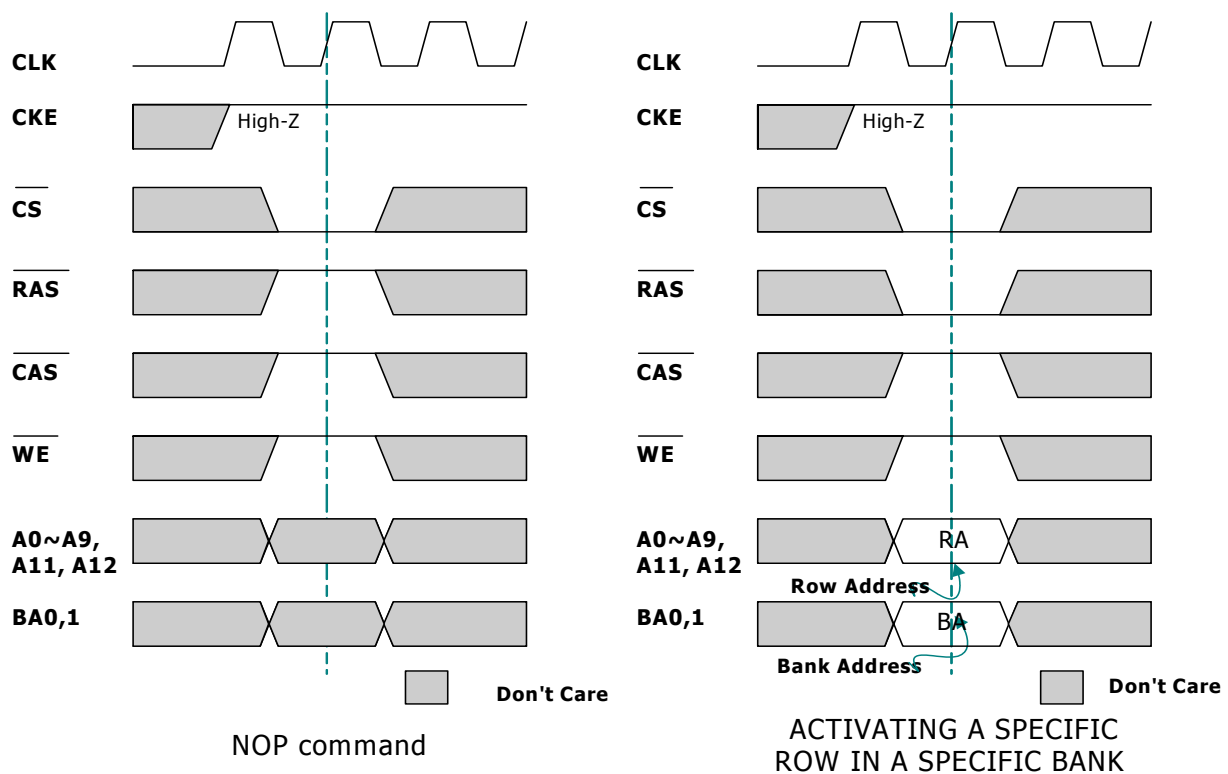 CLK
CKE
High-Z
CS
RAS
CAS
WE
A0~A9,
A11, A12
BA0,1
Don't Care
NOP command
CLK
CKE
High-Z
CS
RAS
CAS
WE
A0~A9,
A11, A12
RA
Row Address
BA0,1
BA
Bank Address
Don't Care
ACTIVATING A SPECIFIC
ROW IN A SPECIFIC BANK